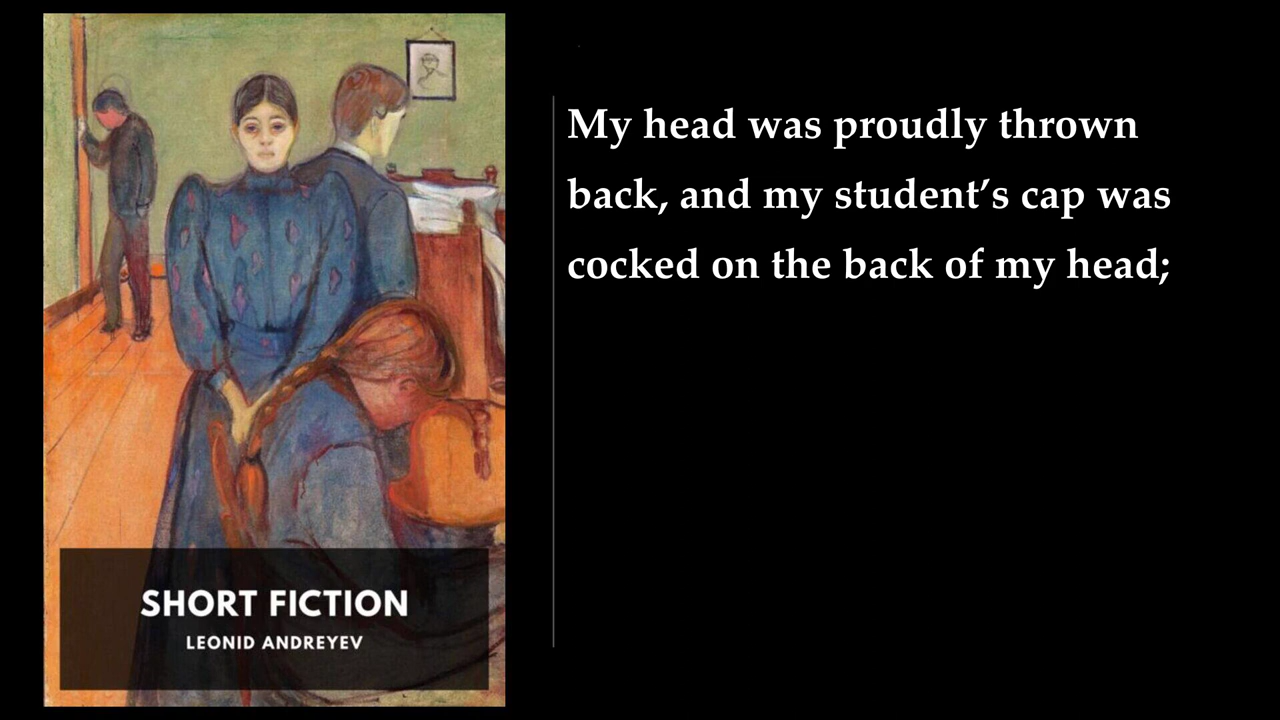 My head was proudly thrown
back, and my student’s cap was
cocked on the back of my head;
SHORT FICTION
LEONID ANDREYEV